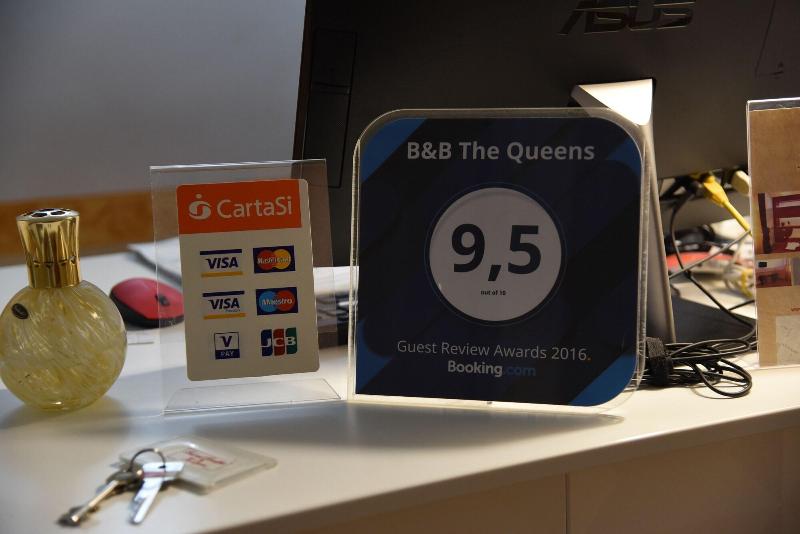 ASUS
B&B The Queens
9,5
out of 10
Guest Review Awards 2016.
Booking.com
CartaSi
VISA
MasterCard
VISA
Maestro
V PAY
JCB